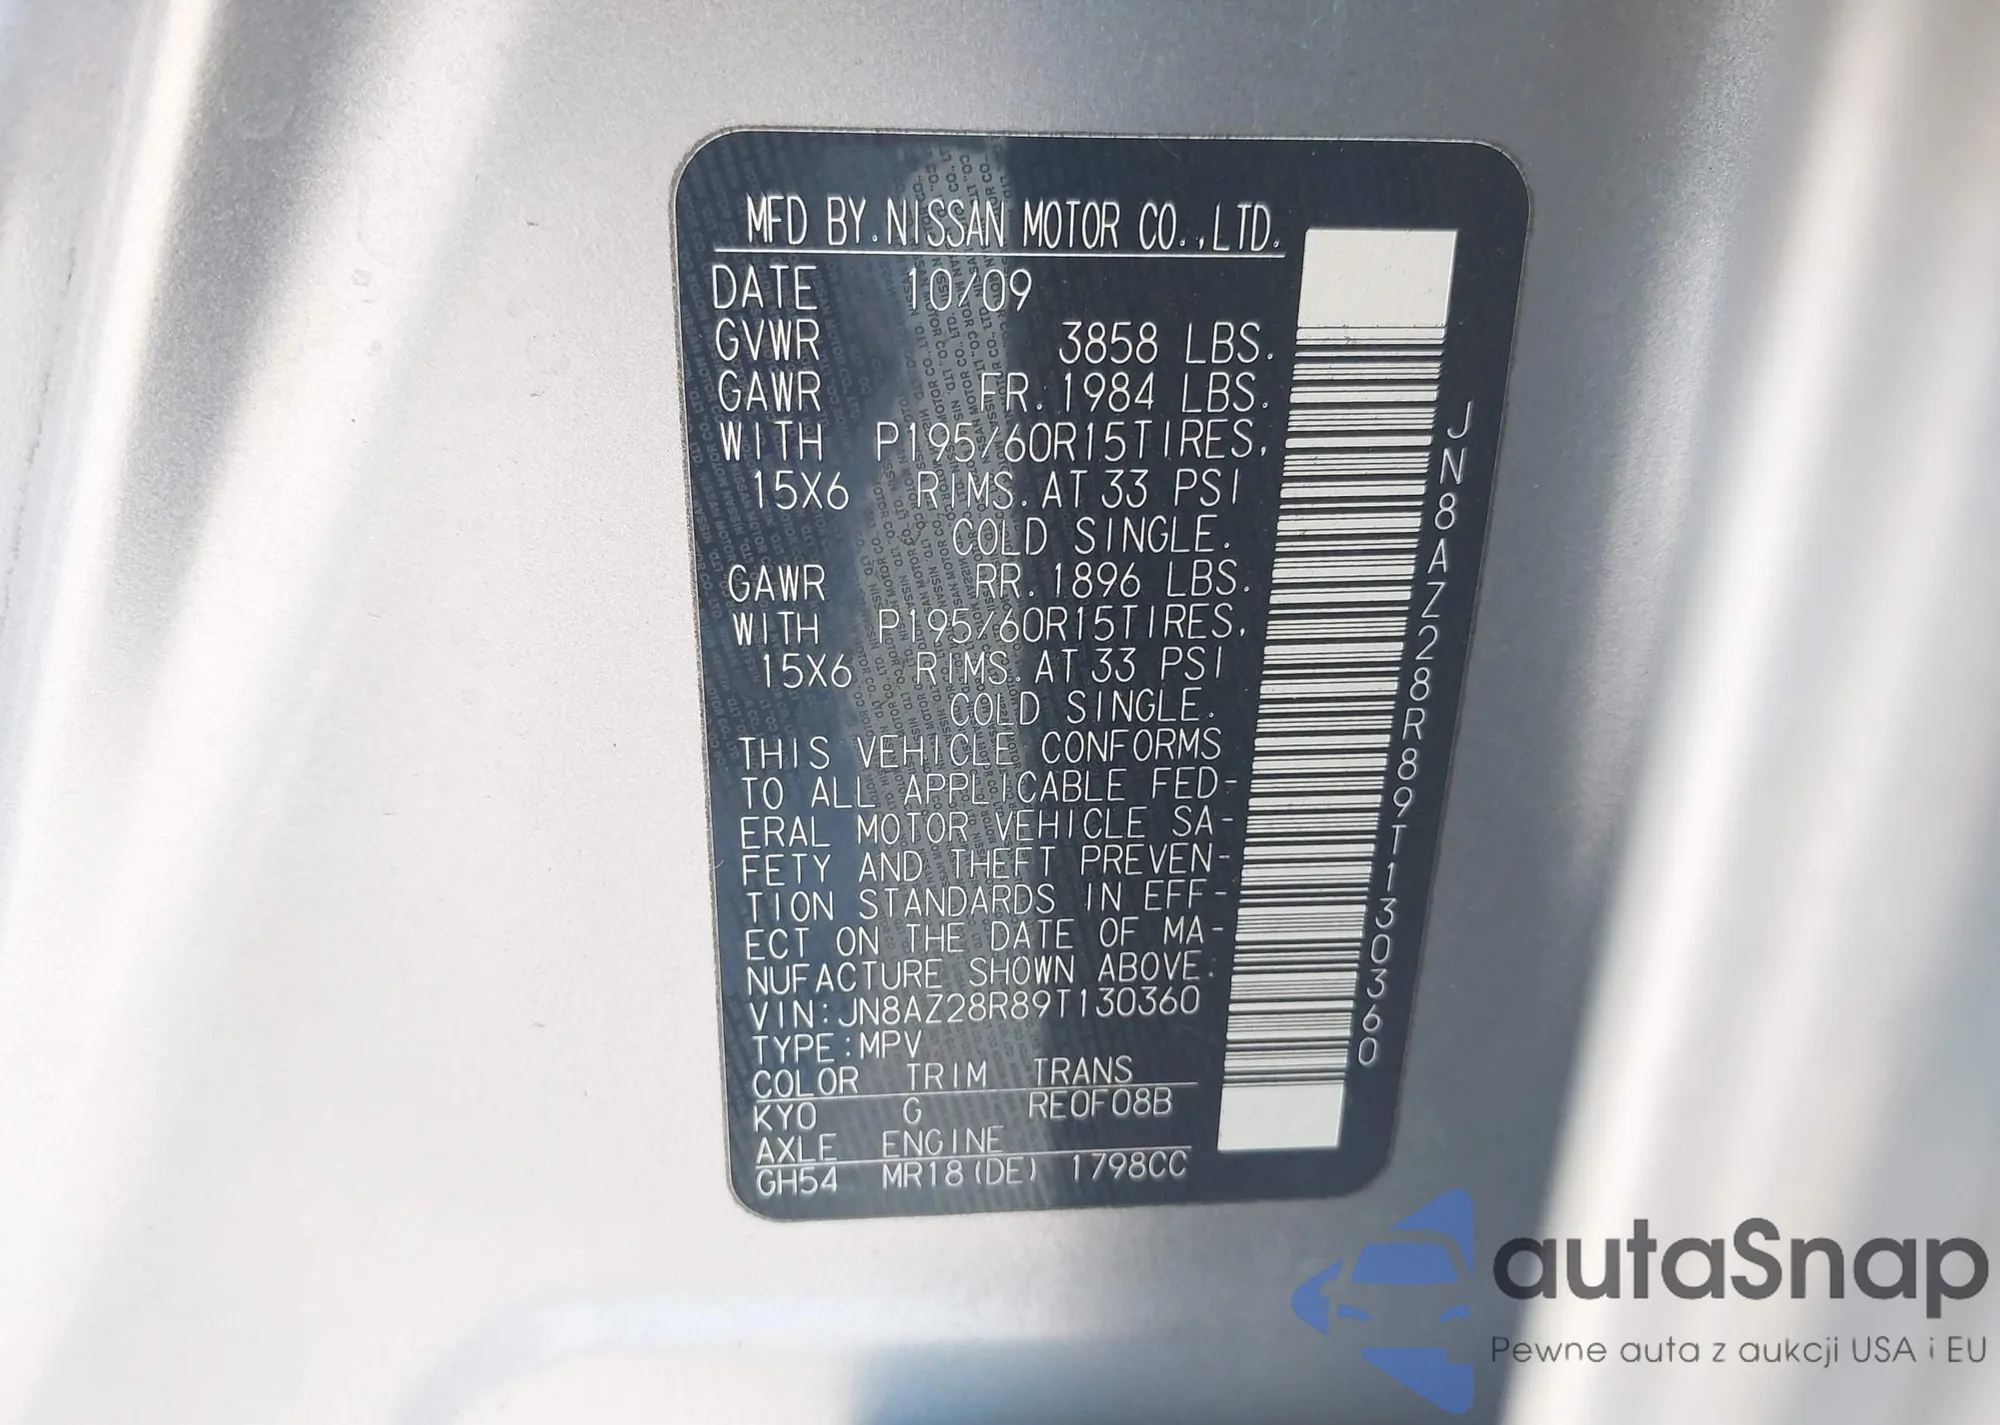 MFD BY.NISSAN MOTOR CO.,LTD.
DATE 10/09
GVWR 3858 LBS.
GAWR FR.1984 LBS.
WITH P195/60R15TIRES,
15X6 RIMS.AT 33 PSI
COLD SINGLE.
GAWR RR.1896 LBS.
WITH P195/60R15TIRES,
15X6 RIMS.AT 33 PSI
COLD SINGLE.
THIS VEHICLE CONFORMS
TO ALL APPLICABLE FED-
ERAL MOTOR VEHICLE SA-
FETY AND THEFT PREVEN-
TION STANDARDS IN EFF-
ECT ON THE DATE OF MA-
NUFACTURE SHOWN ABOVE.
VIN:JN8AZ28R89T130360
TYPE:MPV
COLOR TRIM TRANS
KY0 G RE0F08B
AXLE ENGINE
GH54 MR18(DE) 1798CC
JN8AZ28R89T130360
autaSnap
Pewne auta z aukcji USA i EU